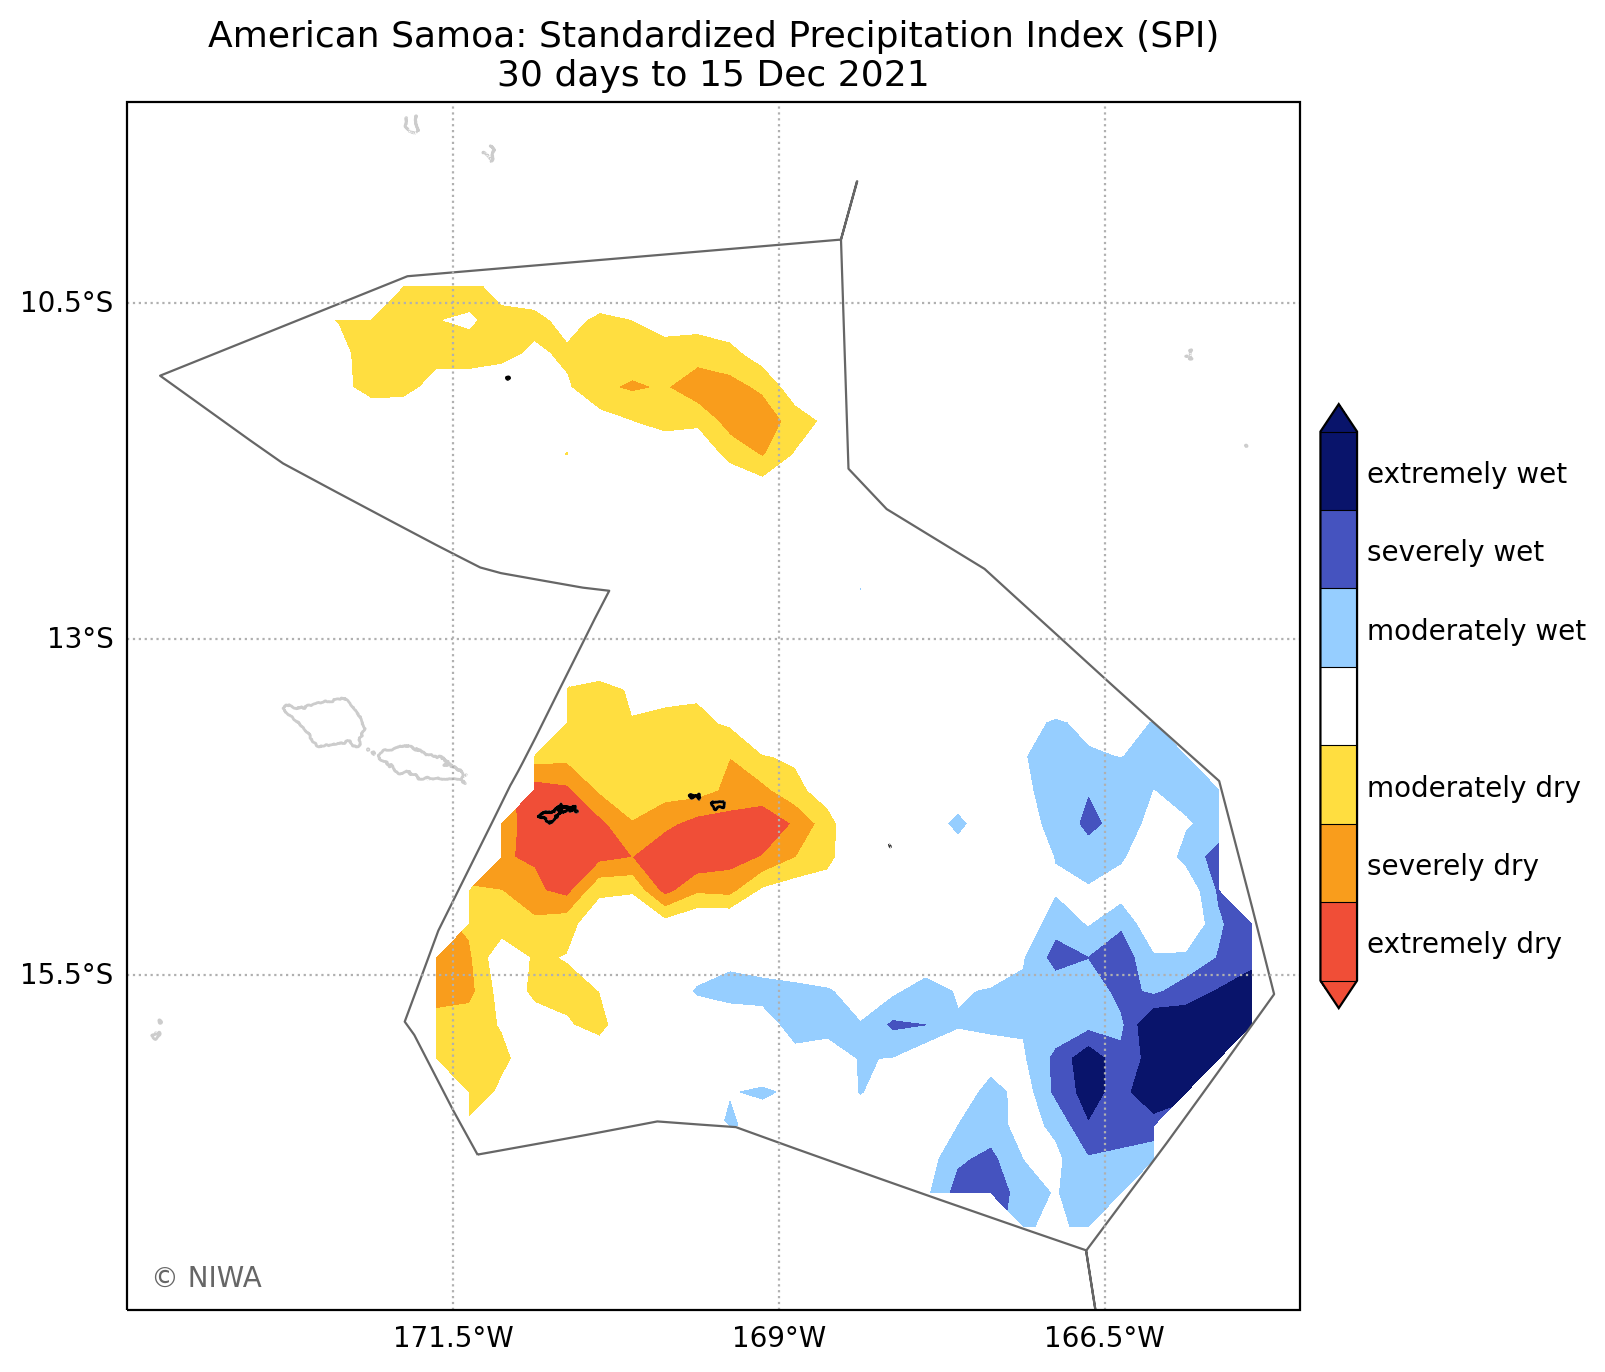 American Samoa: Standardized Precipitation Index (SPI)
30 days to 15 Dec 2021
10.5°S
13°S
15.5°S
171.5°W
169°W
166.5°W
extremely wet
severely wet
moderately wet
moderately dry
severely dry
extremely dry
© NIWA